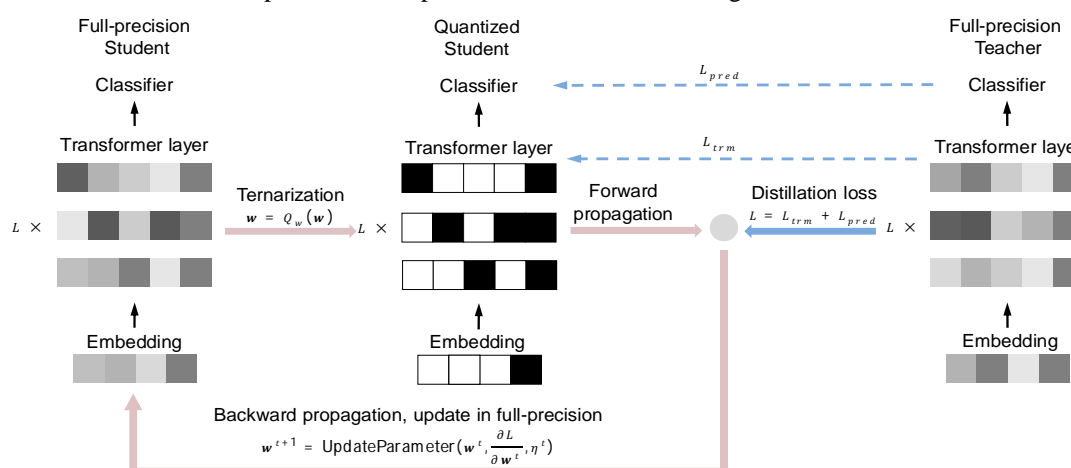 Full-precision
Student
Classifier
Transformer layer
L ×
Embedding
Ternarization
w = Q_w(w)
Quantized
Student
Classifier
Transformer layer
L ×
Embedding
Forward
propagation
L_pred
L_trm
Distillation loss
L = L_trm + L_pred
Full-precision
Teacher
Classifier
Transformer laye
L ×
Embedding
Backward propagation, update in full-precision
w^{t+1} = UpdateParameter(w^t, ∂L/∂w^t, η^t)